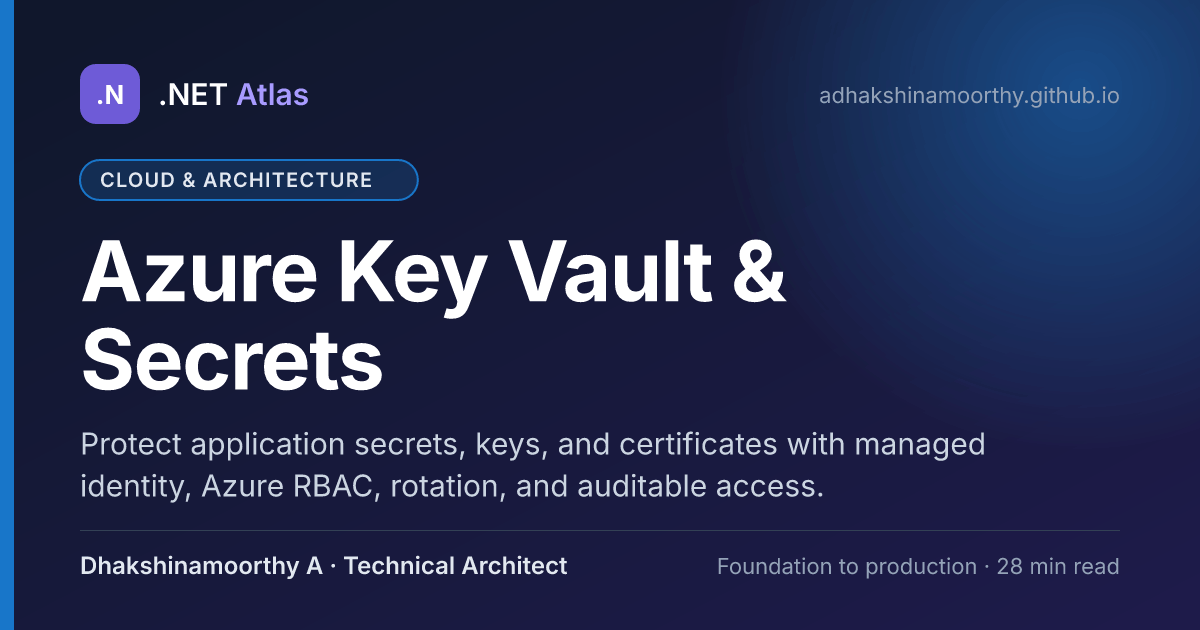 .N
.NET Atlas
adhakshinamoorthy.github.io
CLOUD & ARCHITECTURE
Azure Key Vault &
Secrets
Protect application secrets, keys, and certificates with managed
identity, Azure RBAC, rotation, and auditable access.
Dhakshinamoorthy A · Technical Architect
Foundation to production · 28 min read